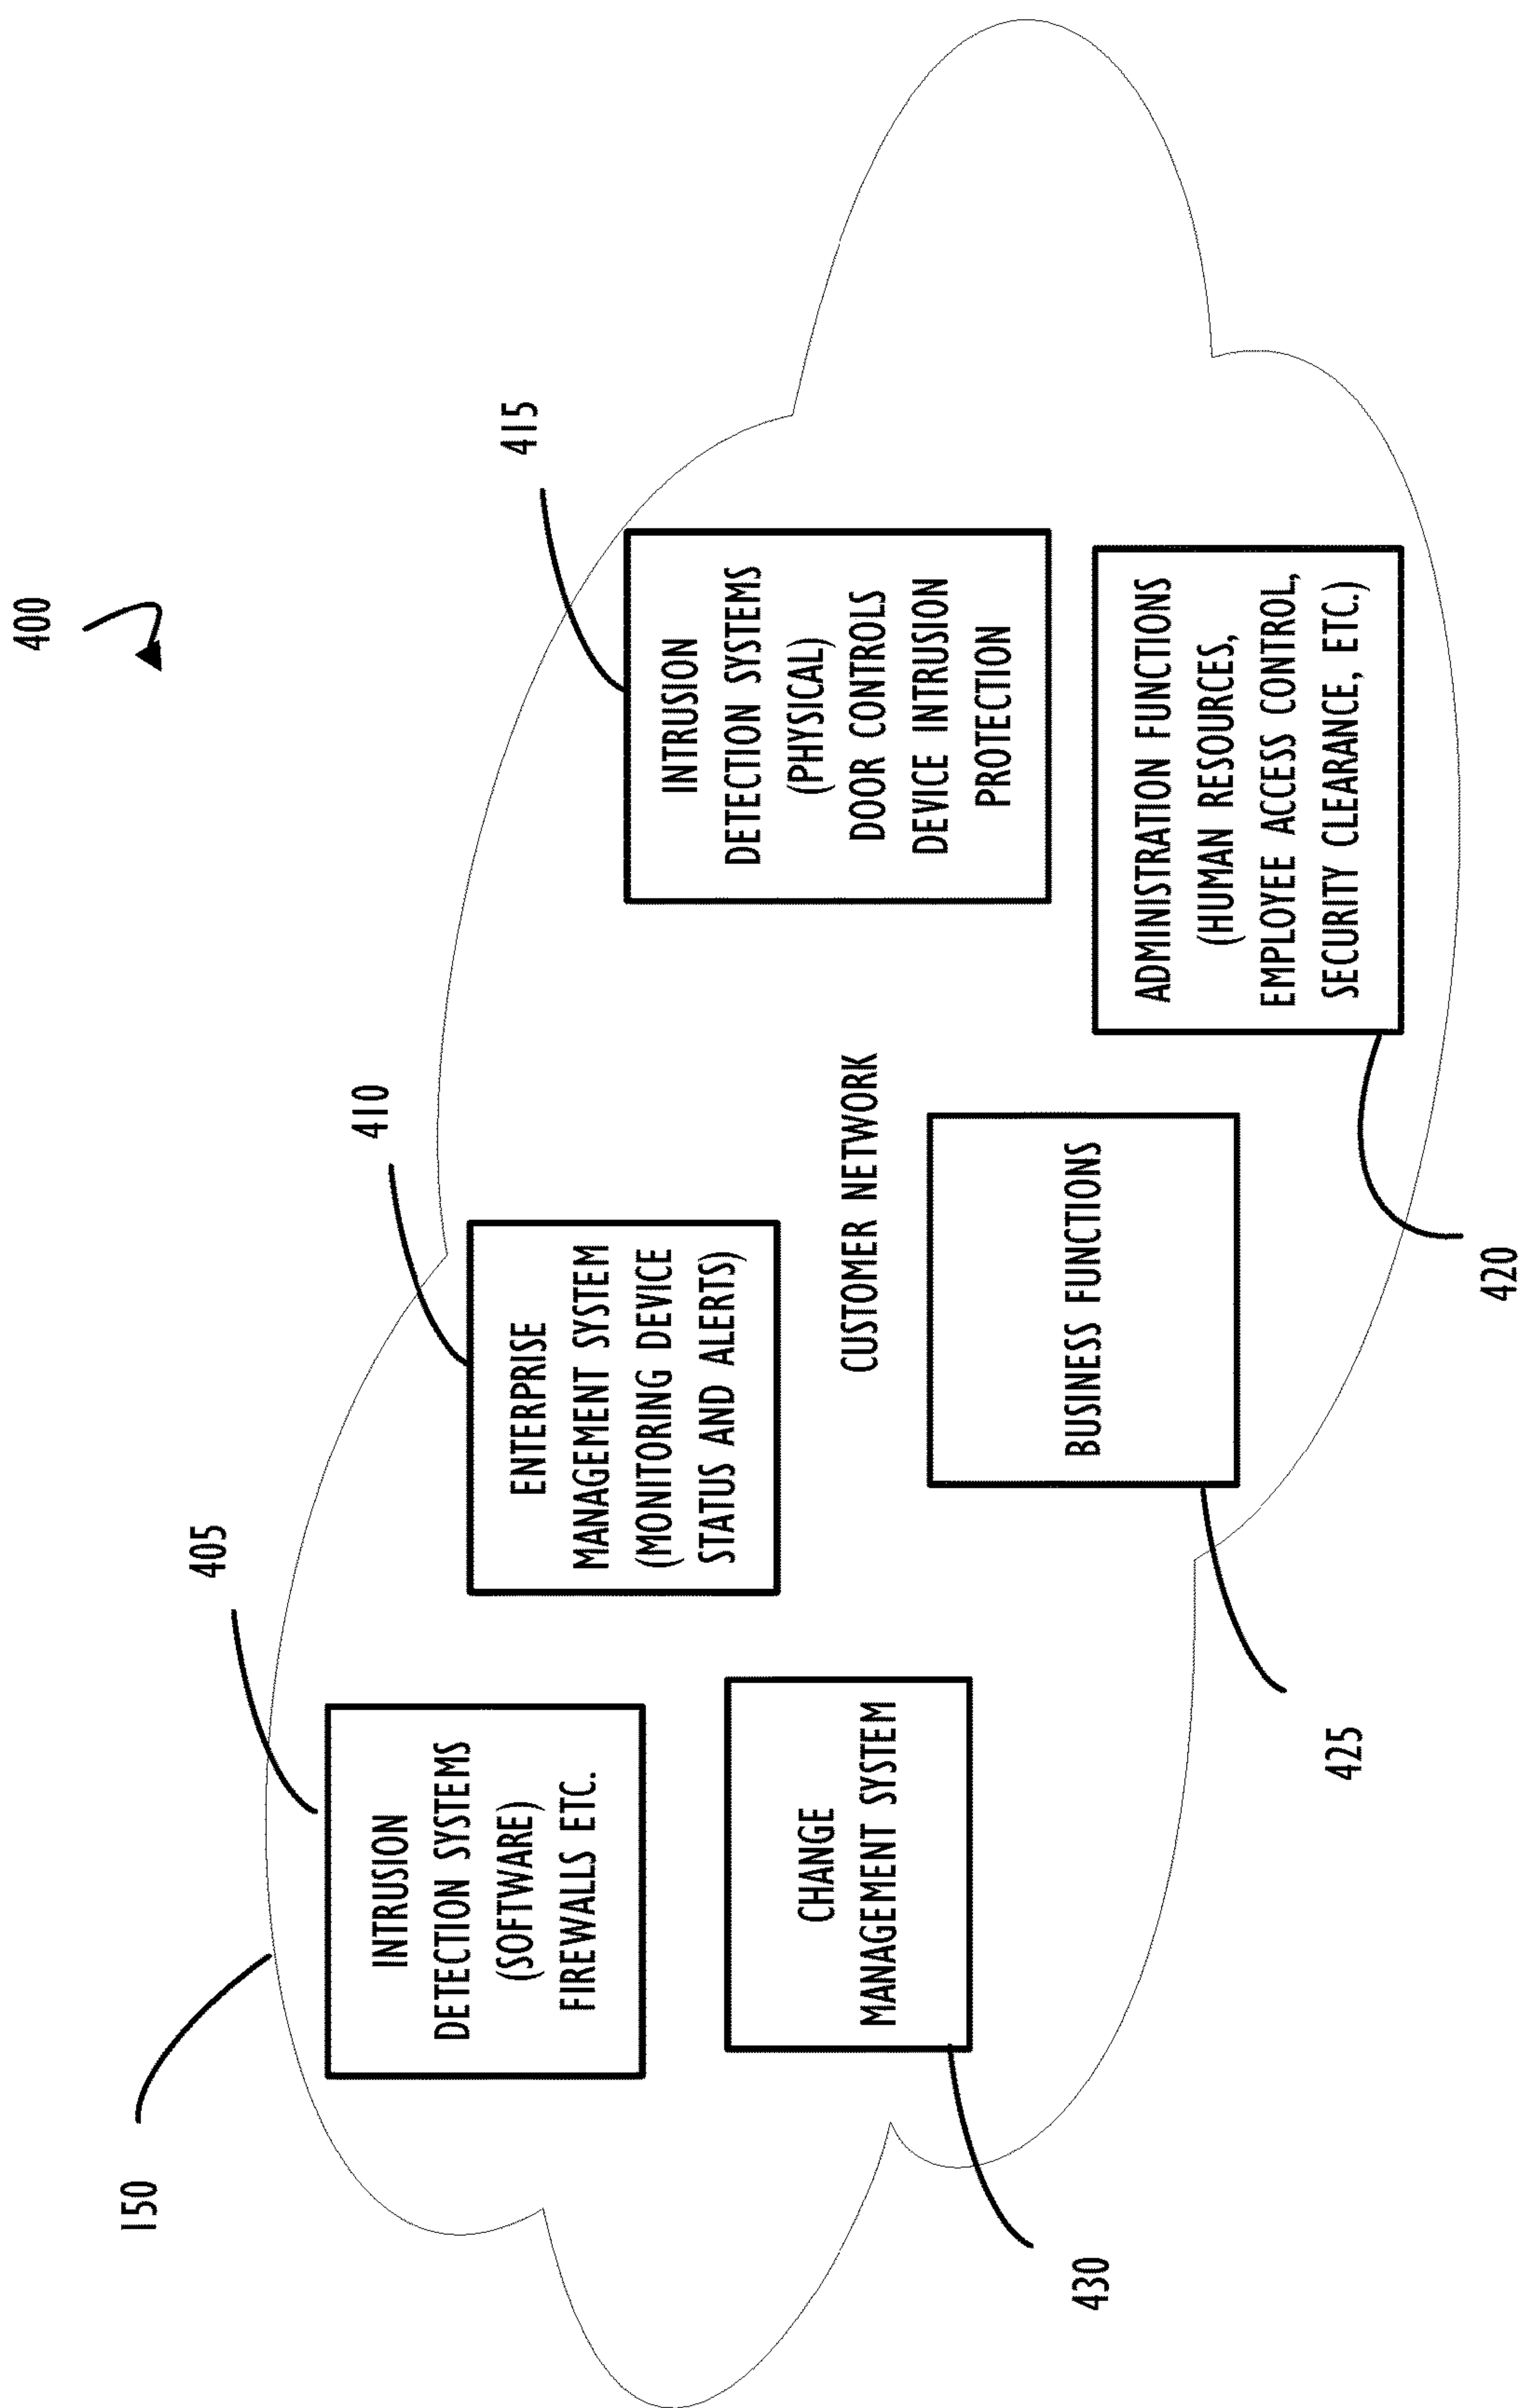 400
150
405
410
415
INTRUSION
DETECTION SYSTEMS
(SOFTWARE)
FIREWALLS ETC.
ENTERPRISE
MANAGEMENT SYSTEM
(MONITORING DEVICE
STATUS AND ALERTS)
INTRUSION
DETECTION SYSTEMS
(PHYSICAL)
DOOR CONTROLS
DEVICE INTRUSION
PROTECTION
CHANGE
MANAGEMENT SYSTEM
CUSTOMER NETWORK
BUSINESS FUNCTIONS
ADMINISTRATION FUNCTIONS
(HUMAN RESOURCES,
EMPLOYEE ACCESS CONTROL,
SECURITY CLEARANCE, ETC.)
430
425
420